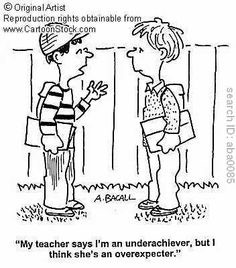 © Original Artist
Reproduction rights obtainable from
www.CartoonStock.com
search ID: aba0085
A.BACALL
"My teacher says I'm an underachiever, but I
think she's an overexpecter."